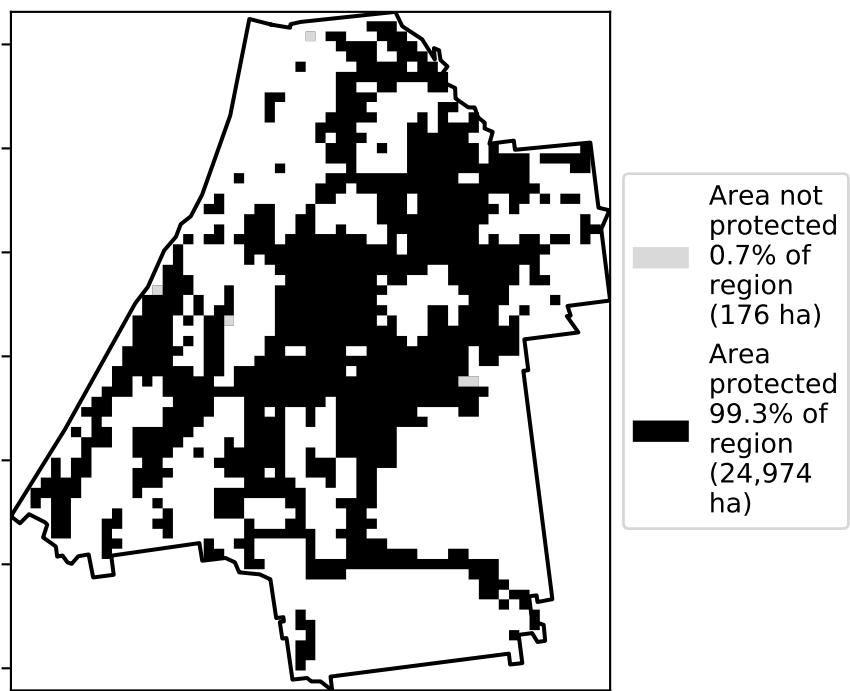 Area not
protected
0.7% of
region
(176 ha)
Area
protected
99.3% of
region
(24,974
ha)